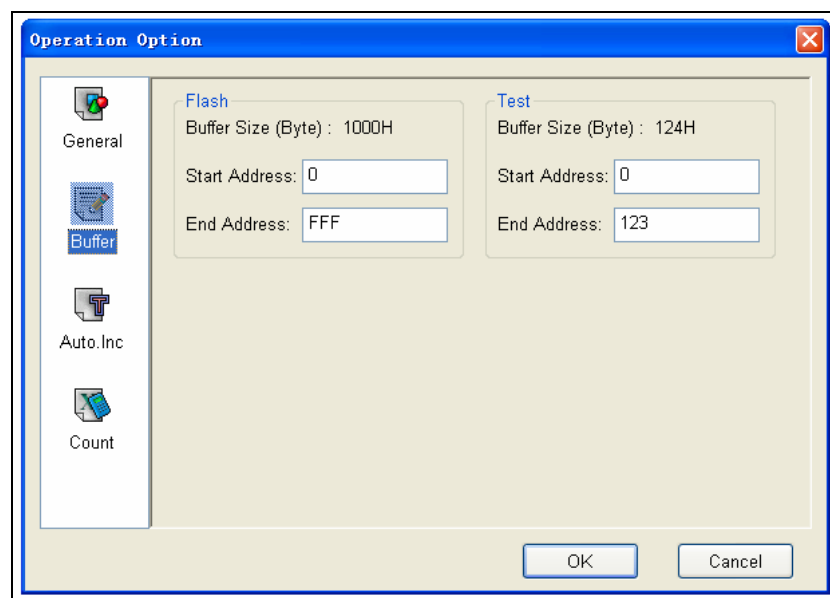 Operation Option
General
Buffer
Auto.Inc
Count
Flash
Buffer Size (Byte) : 1000H
Start Address: 0
End Address: FFF
Test
Buffer Size (Byte) : 124H
Start Address: 0
End Address: 123
OK
Cancel